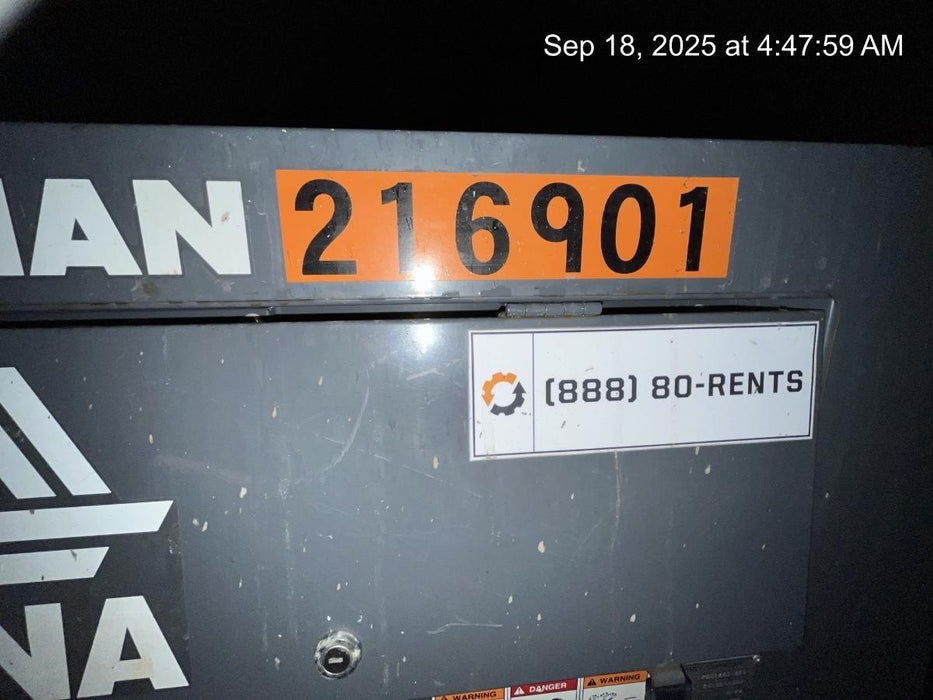 Sep 18, 2025 at 4:47:59 AM
MAN 216901
(888) 80-RENTS
NA
WARNING DANGER WARNING